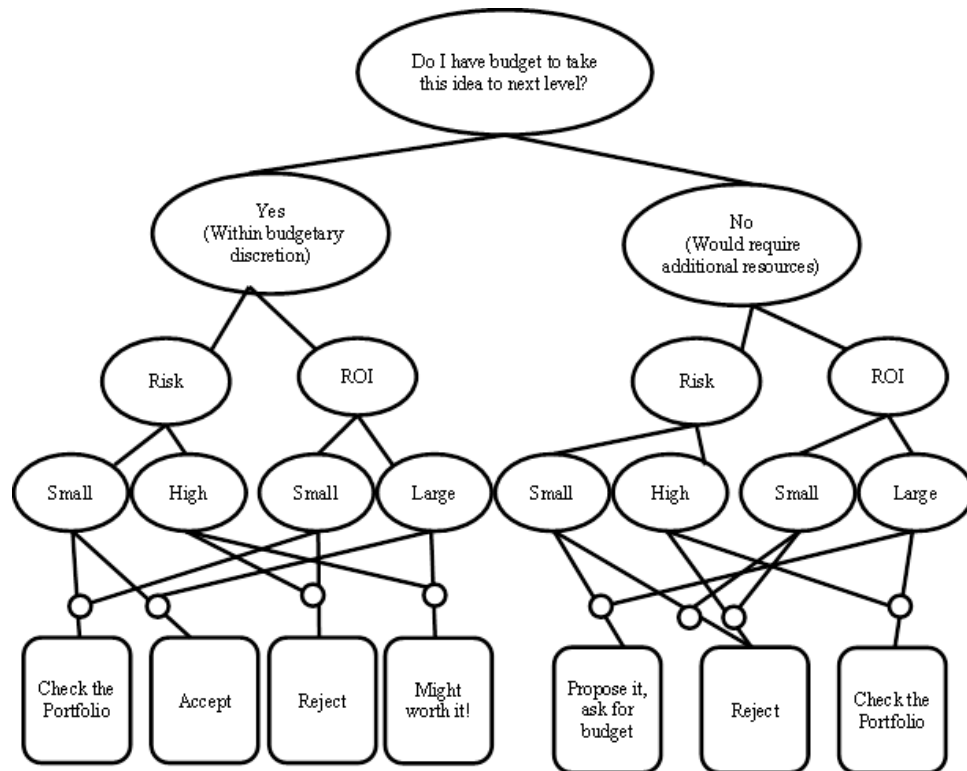 Do I have budget to take
this idea to next level?
Yes
(Within budgetary
discretion)
No
(Would require
additional resources)
Risk
ROI
Risk
ROI
Small
High
Small
Large
Small
High
Small
Large
Check the
Portfolio
Accept
Reject
Might
worth it!
Propose it,
ask for
budget
Reject
Check the
Portfolio